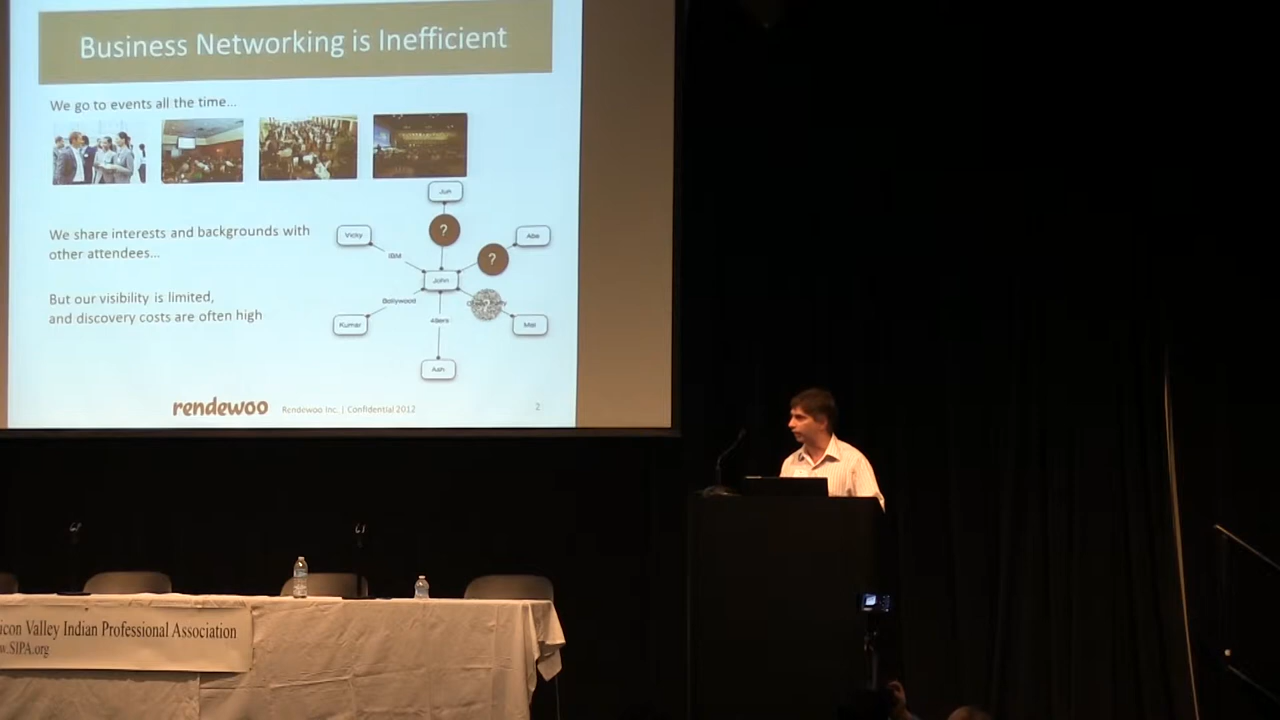 Business Networking is Inefficient
We go to events all the time...
Jun
?
Vicky
Abe
IBM
?
We share interests and backgrounds with
other attendees...
John
Bollywood
But our visibility is limited,
and discovery costs are often high
49ers
Kumar
Mel
Ash
rendewoo
Rendewoo Inc. | Confidential 2012
2
icon Valley Indian Professional Association
w.SIPA.org